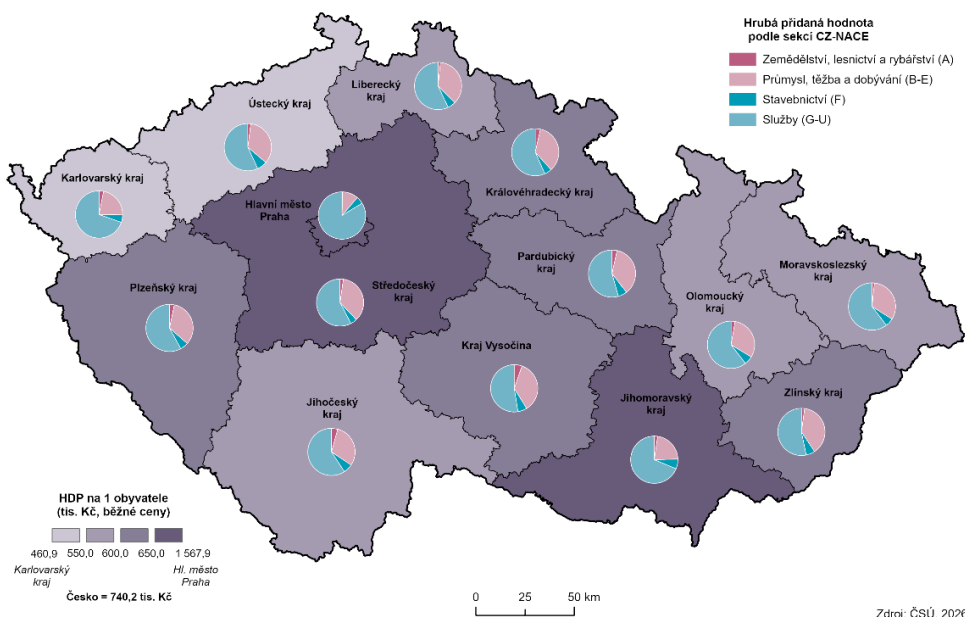 Hrubá přidaná hodnota
podle sekcí CZ-NACE
Zemědělství, lesnictví a rybářství (A)
Průmysl, těžba a dobývání (B-E)
Stavebnictví (F)
Služby (G-U)
Liberecký
kraj
Ústecký kraj
Karlovarský kraj
Královéhradecký kraj
Hlavní město
Praha
Pardubický
kraj
Moravskoslezský
kraj
Plzeňský kraj
Středočeský
kraj
Olomoucký
kraj
Kraj Vysočina
Jihočeský
kraj
Jihomoravský
kraj
Zlínský kraj
HDP na 1 obyvatele
(tis. Kč, běžné ceny)
460,9 550,0 600,0 650,0 1 567,9
Karlovarský
kraj
Hl. město
Praha
Česko = 740,2 tis. Kč
0 25 50 km
Zdroj: ČSÚ, 2026